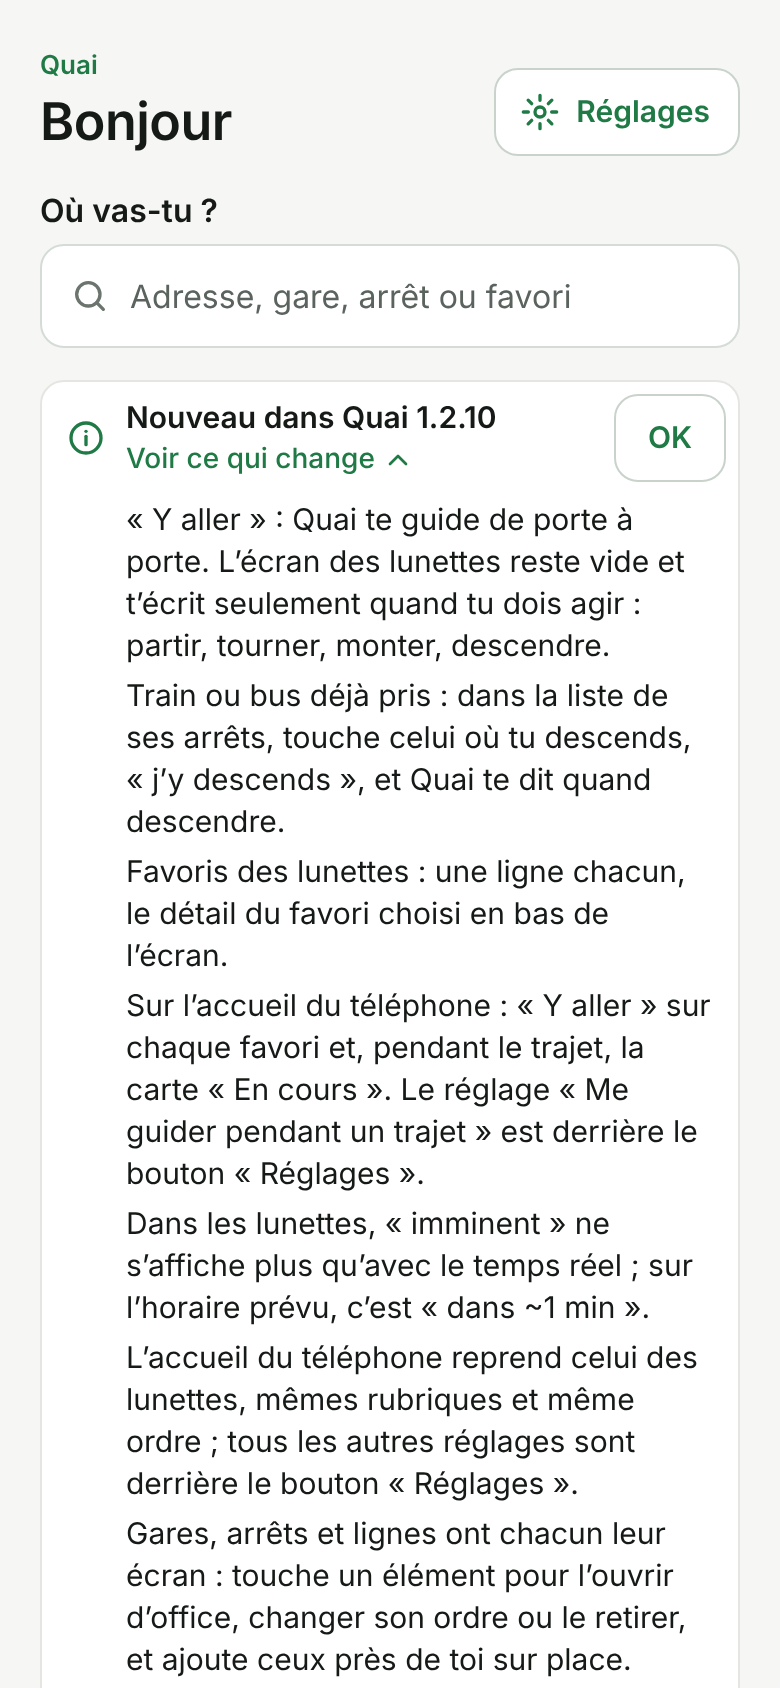 Quai
Bonjour
Réglages
Où vas-tu ?
Adresse, gare, arrêt ou favori
Nouveau dans Quai 1.2.10
Voir ce qui change
OK
« Y aller » : Quai te guide de porte à
porte. L’écran des lunettes reste vide et
t’écrit seulement quand tu dois agir :
partir, tourner, monter, descendre.
Train ou bus déjà pris : dans la liste de
ses arrêts, touche celui où tu descends,
« j’y descends », et Quai te dit quand
descendre.
Favoris des lunettes : une ligne chacun,
le détail du favori choisi en bas de
l’écran.
Sur l’accueil du téléphone : « Y aller » sur
chaque favori et, pendant le trajet, la
carte « En cours ». Le réglage « Me
guider pendant un trajet » est derrière le
bouton « Réglages ».
Dans les lunettes, « imminent » ne
s’affiche plus qu’avec le temps réel ; sur
l’horaire prévu, c’est « dans ~1 min ».
L’accueil du téléphone reprend celui des
lunettes, mêmes rubriques et même
ordre ; tous les autres réglages sont
derrière le bouton « Réglages ».
Gares, arrêts et lignes ont chacun leur
écran : touche un élément pour l’ouvrir
d’office, changer son ordre ou le retirer,
et ajoute ceux près de toi sur place.